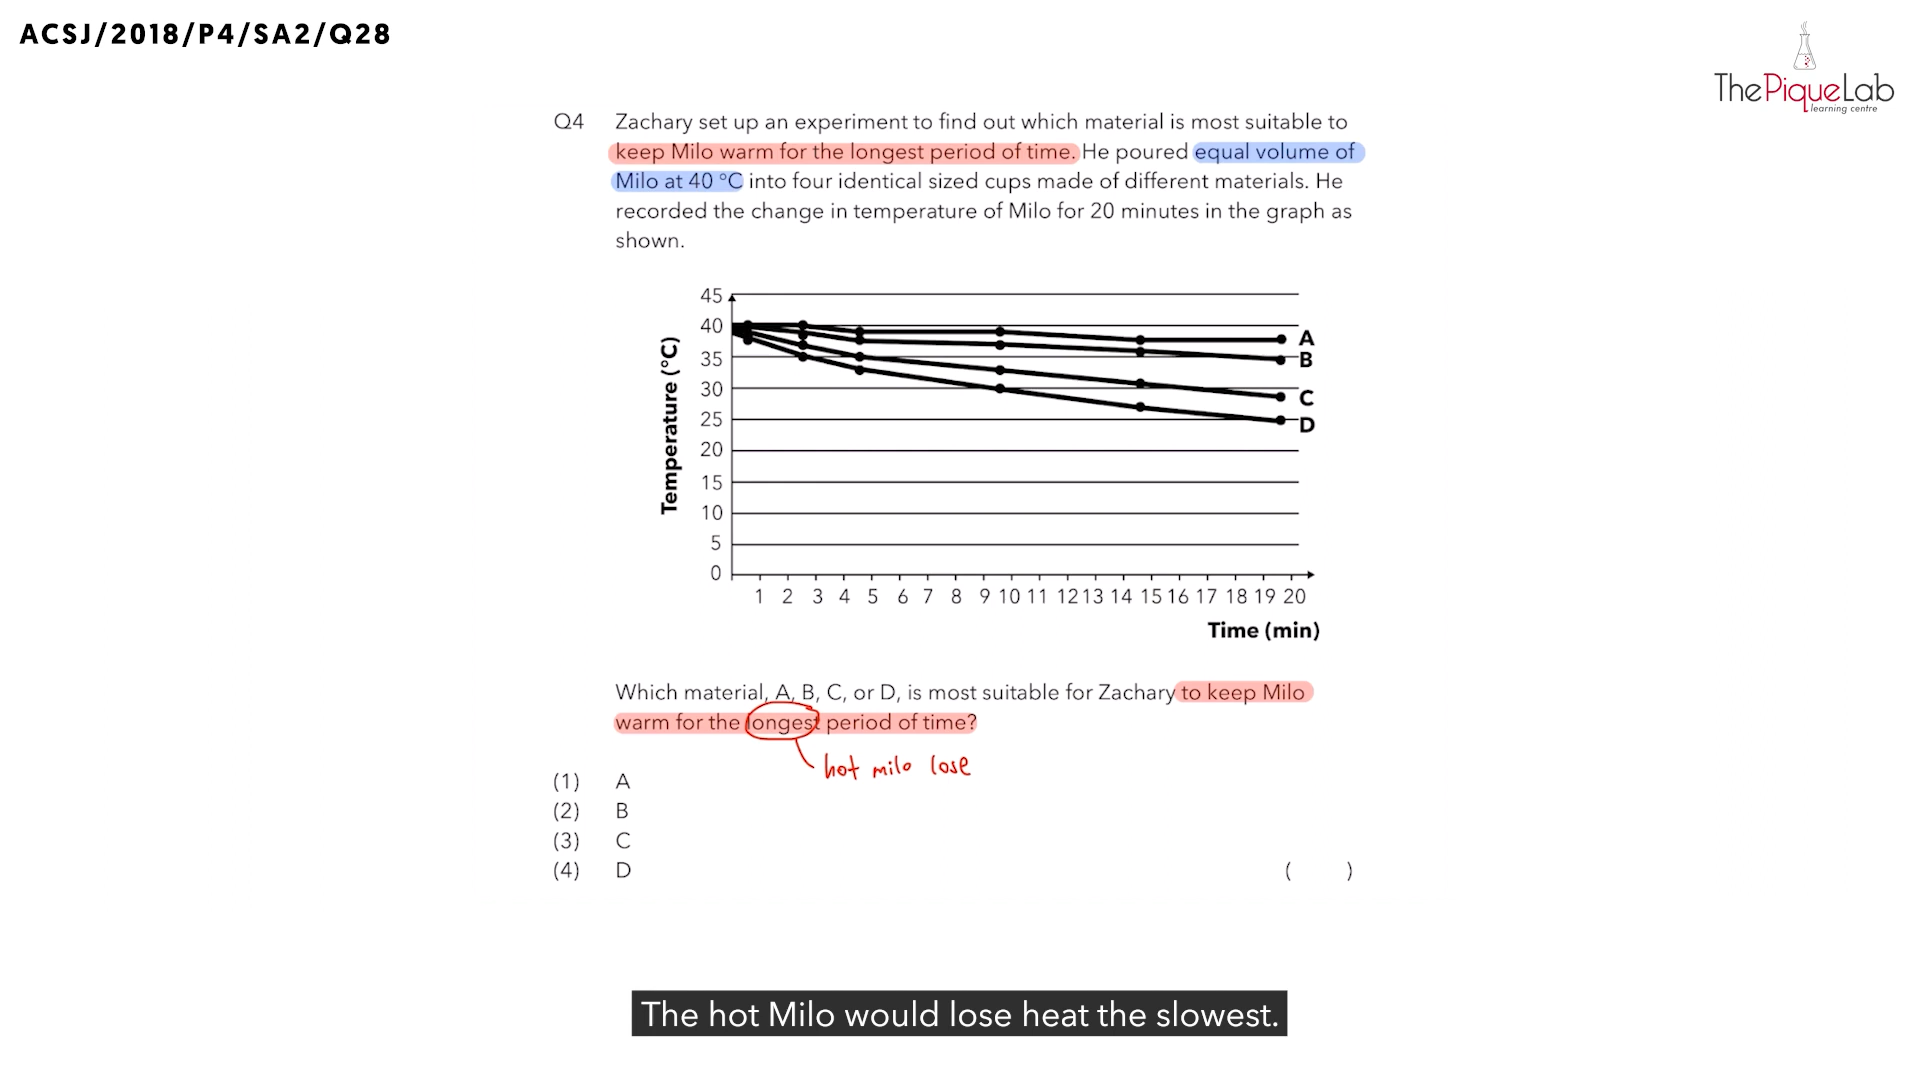 ACSJ/2018/P4/SA2/Q28
ThePiqueLab
learning centre
Q4 Zachary set up an experiment to find out which material is most suitable to
keep Milo warm for the longest period of time. He poured equal volume of
Milo at 40 °C into four identical sized cups made of different materials. He
recorded the change in temperature of Milo for 20 minutes in the graph as
shown.
Temperature (°C)
45
40
35
30
25
20
15
10
5
0
A
B
C
D
1 2 3 4 5 6 7 8 9 10 11 12 13 14 15 16 17 18 19 20
Time (min)
Which material, A, B, C, or D, is most suitable for Zachary to keep Milo
warm for the longest period of time?
hot milo lose
(1) A
(2) B
(3) C
(4) D ( )
The hot Milo would lose heat the slowest.